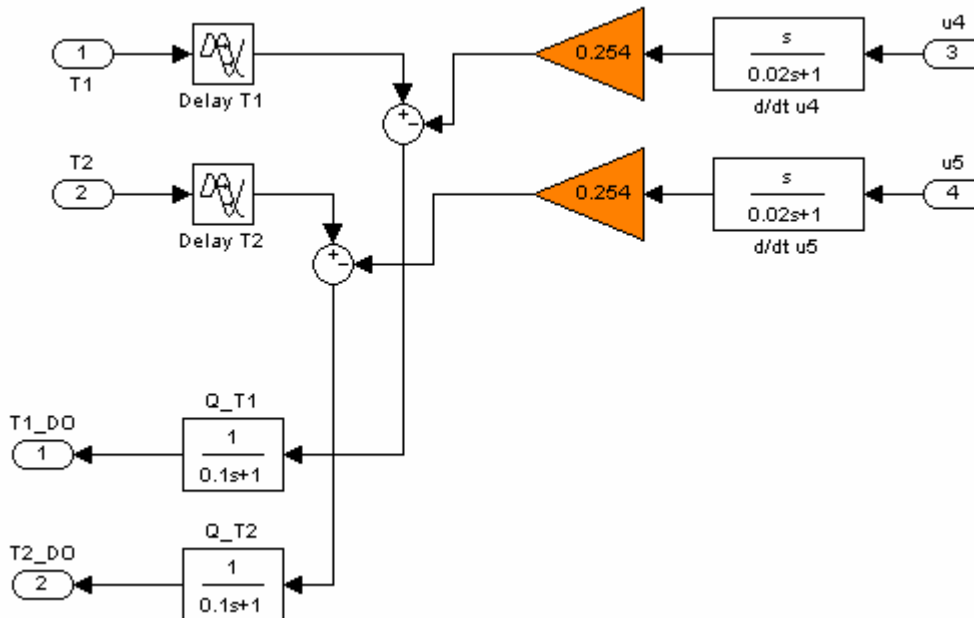 1
T1
Delay T1
+
−
0.254
s
0.02s+1
d/dt u4
u4
3
T2
2
Delay T2
+
−
0.254
s
0.02s+1
d/dt u5
u5
4
T1_DO
1
Q_T1
1
0.1s+1
T2_DO
2
Q_T2
1
0.1s+1